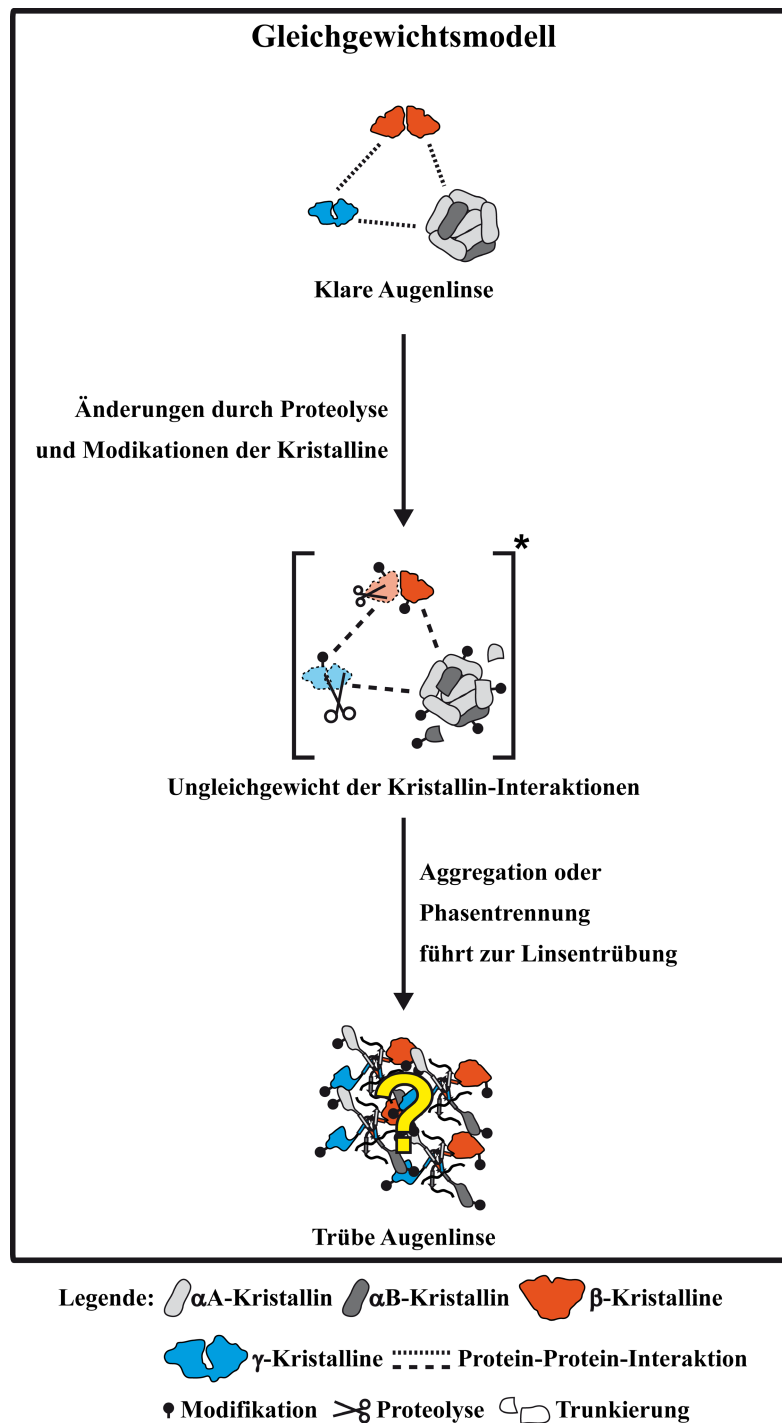 Gleichgewichtsmodell
Klare Augenlinse
Änderungen durch Proteolyse
und Modikationen der Kristalline
*
Ungleichgewicht der Kristallin-Interaktionen
Aggregation oder
Phasentrennung
führt zur Linsentrübung
?
Trübe Augenlinse
Legende: αA-Kristallin αB-Kristallin β-Kristalline
γ-Kristalline Protein-Protein-Interaktion
Modifikation Proteolyse Trunkierung